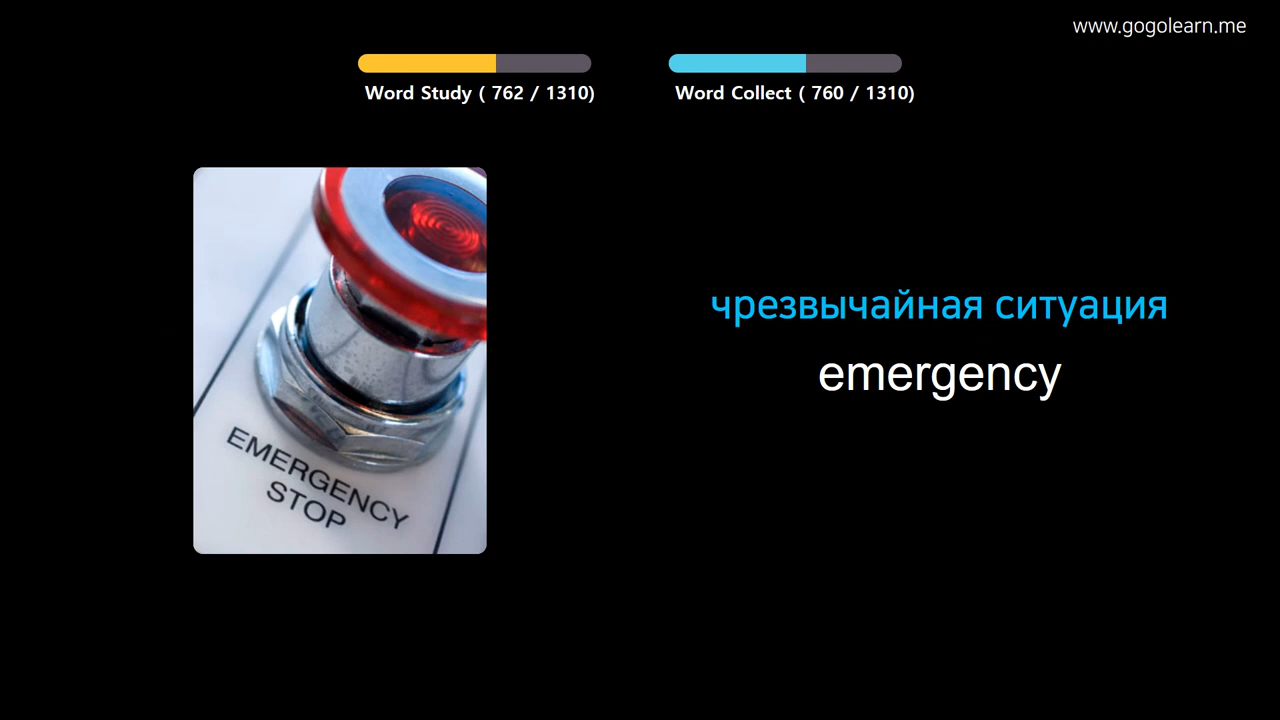 www.gogolearn.me
Word Study ( 762 / 1310)
Word Collect ( 760 / 1310)
чрезвычайная ситуация
emergency
EMERGENCY
STOP